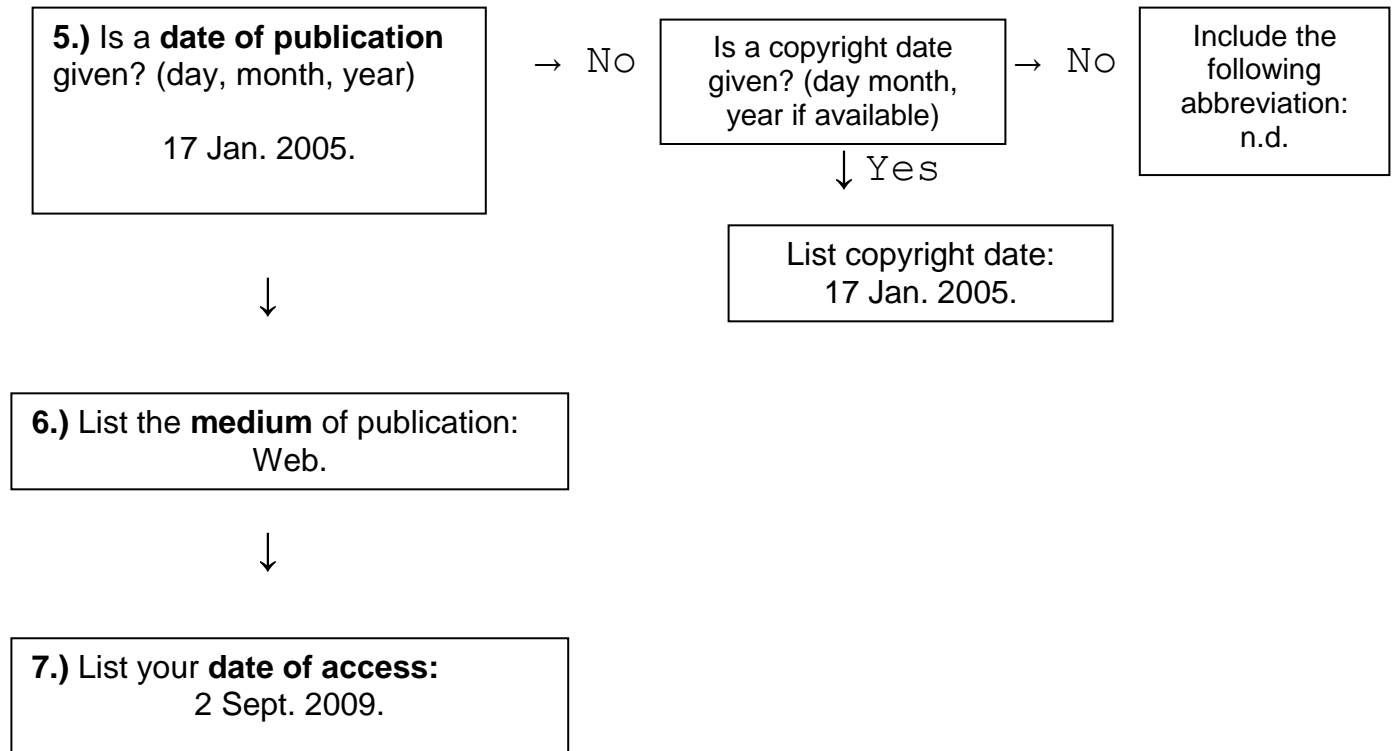 5.) Is a date of publication
given? (day, month, year)
17 Jan. 2005.
→ No
Is a copyright date
given? (day month,
year if available)
→ No
Include the
following
abbreviation:
n.d.
↓ Yes
List copyright date:
17 Jan. 2005.
↓
6.) List the medium of publication:
Web.
↓
7.) List your date of access:
2 Sept. 2009.